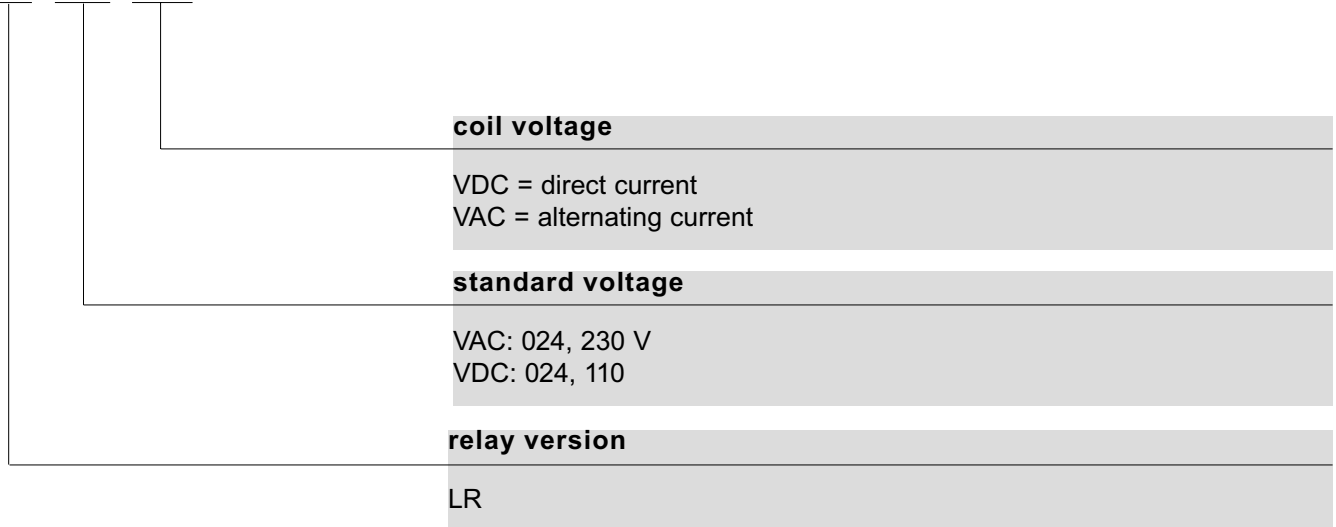 coil voltage
VDC = direct current
VAC = alternating current
standard voltage
VAC: 024, 230 V
VDC: 024, 110
relay version
LR